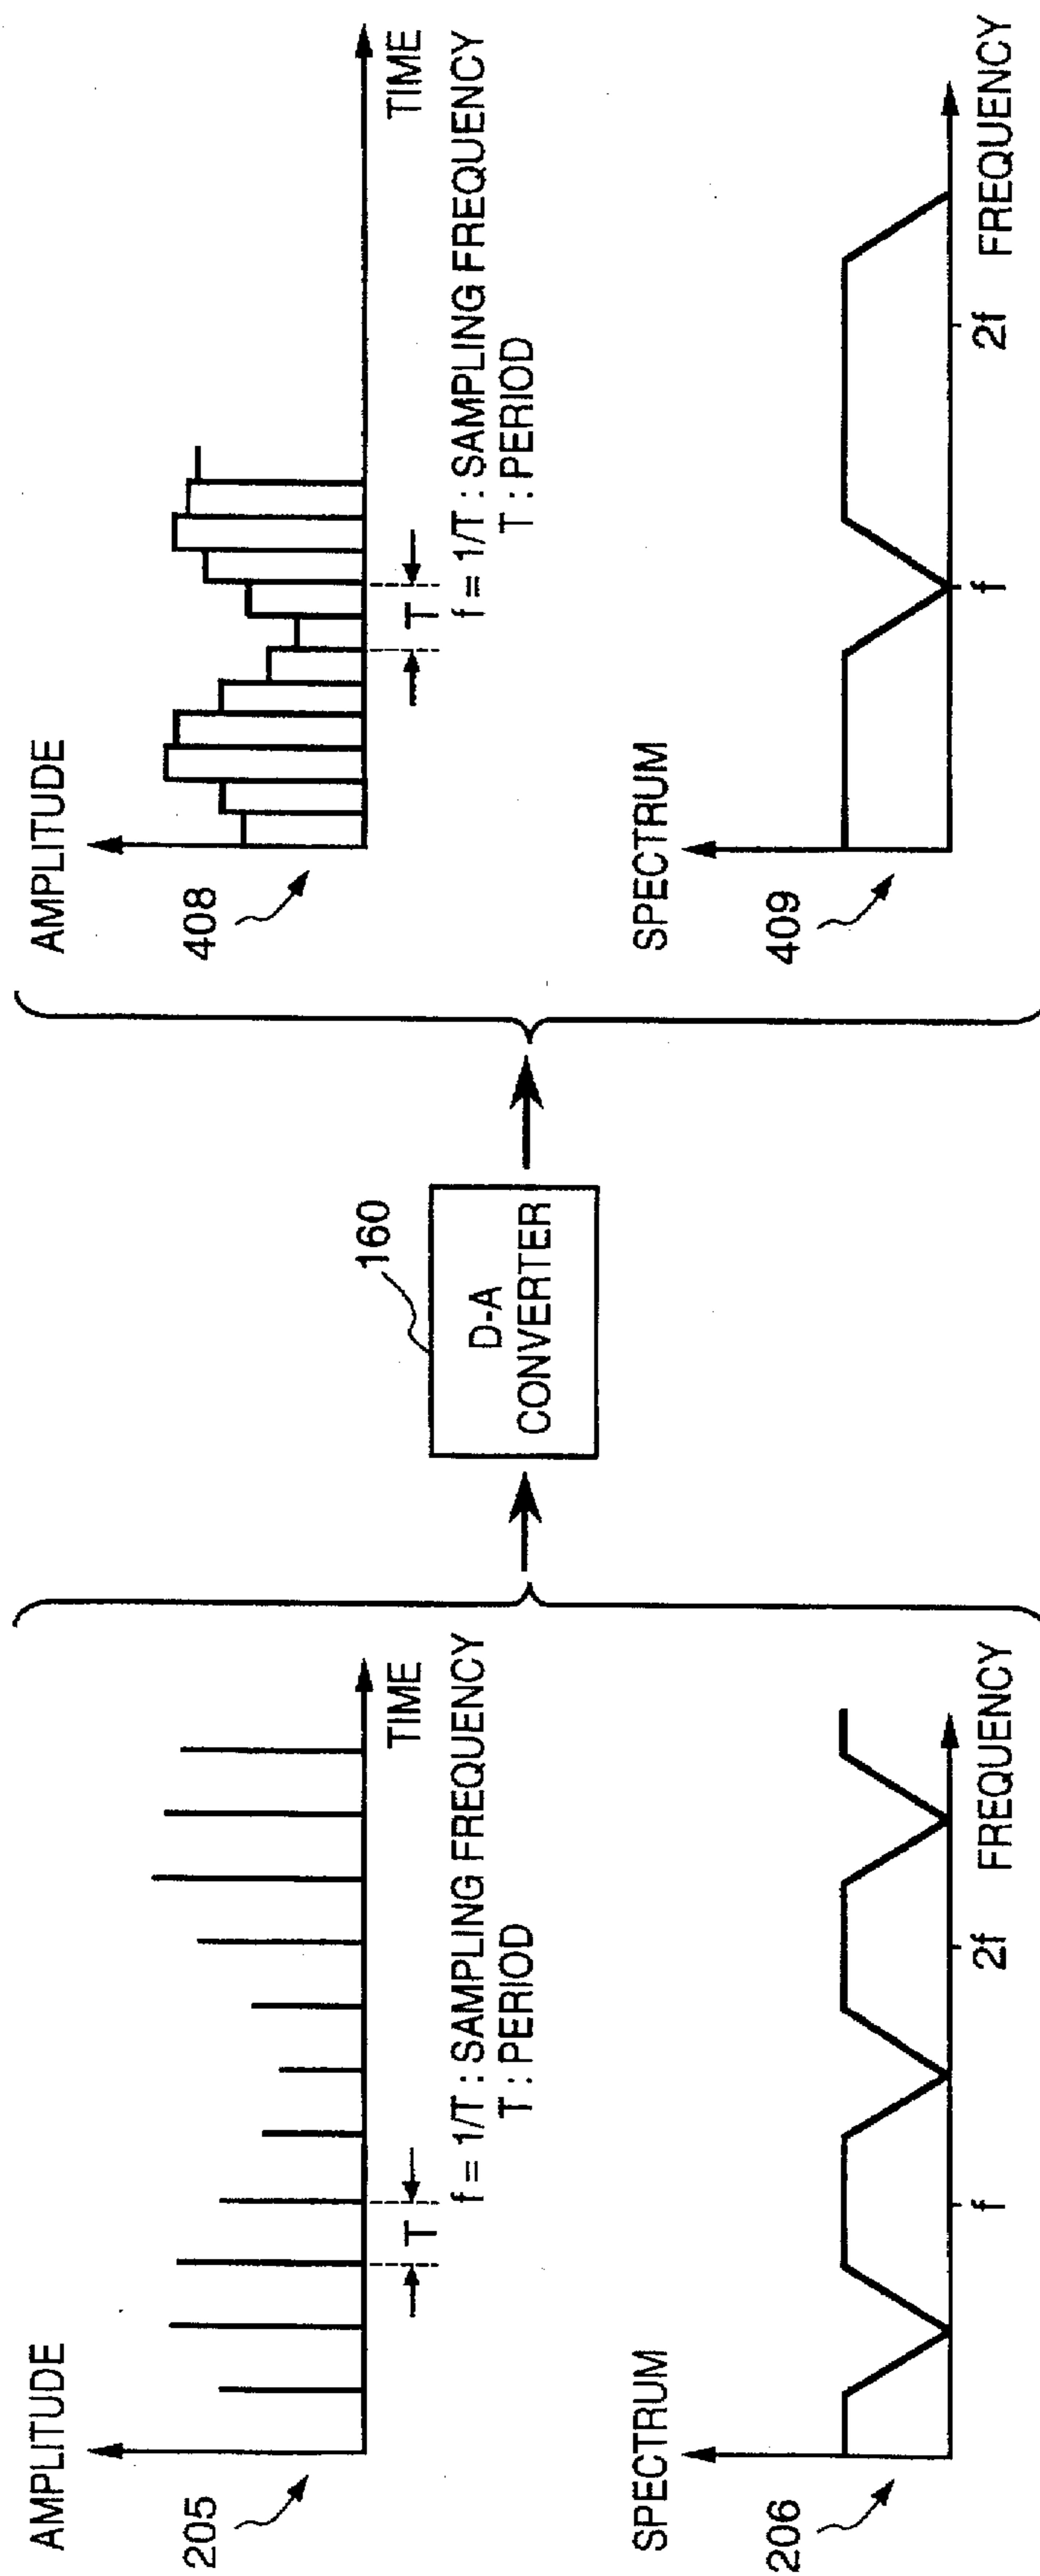 AMPLITUDE
205
T
TIME
f = 1/T : SAMPLING FREQUENCY
T : PERIOD
SPECTRUM
206
f
2f
FREQUENCY
160
D-A
CONVERTER
AMPLITUDE
408
T
TIME
f = 1/T : SAMPLING FREQUENCY
T : PERIOD
SPECTRUM
409
f
2f
FREQUENCY